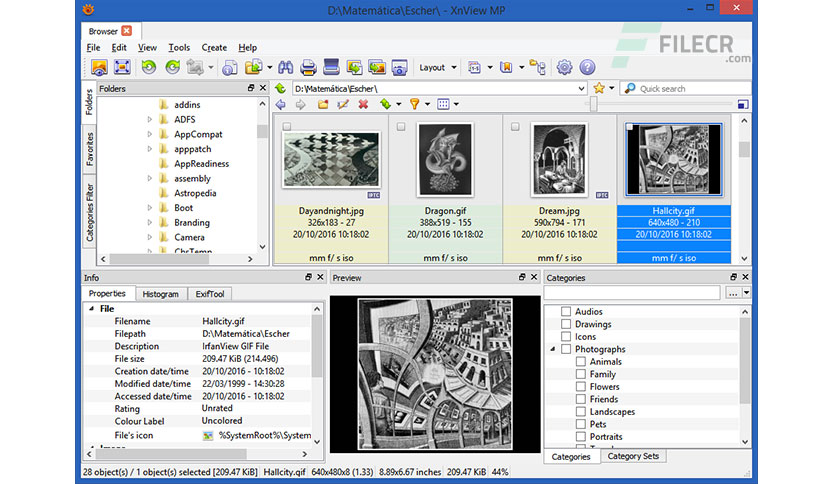 D:\Matemática\Escher\ - XnView MP
FILECR
.com
Browser
File Edit View Tools Create Help
Layout
Folders
Favorites
Categories Filter
Folders
D:\Matemática\Escher\
Quick search
addins
ADFS
AppCompat
apppatch
AppReadiness
assembly
Astropedia
Boot
Branding
Camera
ChsTemp
Dayandnight.jpg
326x183 - 27
20/10/2016 10:18:02
mm f/ s iso
Dragon.gif
388x519 - 155
20/10/2016 10:18:02
mm f/ s iso
Dream.jpg
590x794 - 171
20/10/2016 10:18:02
mm f/ s iso
Hallcity.gif
640x480 - 210
20/10/2016 10:18:02
mm f/ s iso
Info
Properties Histogram ExifTool
File
Filename Hallcity.gif
Filepath D:\Matemática\Escher
Description IrfanView GIF File
File size 209.47 KiB (214.496)
Creation date/time 20/10/2016 - 10:18:02
Modified date/time 22/03/1999 - 14:30:28
Accessed date/time 20/10/2016 - 10:18:02
Rating Unrated
Colour Label Uncolored
File's icon %SystemRoot%\System
Image
Preview
Categories
...
Audios
Drawings
Icons
Photographs
Animals
Family
Flowers
Friends
Landscapes
Pets
Portraits
Categories Category Sets
28 object(s) / 1 object(s) selected [209.47 KiB] Hallcity.gif 640x480x8 (1.33) 8.89x6.67 inches 209.47 KiB 44%